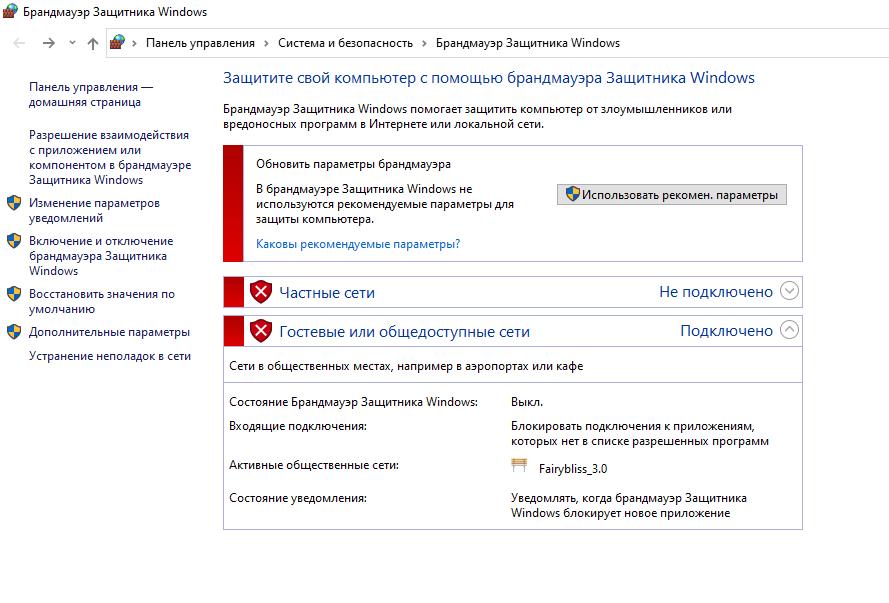 Брандмауэр Защитника Windows
Панель управления > Система и безопасность > Брандмауэр Защитника Windows
Панель управления —
домашняя страница
Разрешение взаимодействия
с приложением или
компонентом в брандмауэре
Защитника Windows
Изменение параметров
уведомлений
Включение и отключение
брандмауэра Защитника
Windows
Восстановить значения по
умолчанию
Дополнительные параметры
Устранение неполадок в сети
Защитите свой компьютер с помощью брандмауэра Защитника Windows
Брандмауэр Защитника Windows помогает защитить компьютер от злоумышленников или
вредоносных программ в Интернете или локальной сети.
Обновить параметры брандмауэра
В брандмауэре Защитника Windows не
используются рекомендуемые параметры для
защиты компьютера.
Использовать рекомен. параметры
Каковы рекомендуемые параметры?
Частные сети Не подключено
Гостевые или общедоступные сети Подключено
Сети в общественных местах, например в аэропортах или кафе
Состояние Брандмауэр Защитника Windows: Выкл.
Входящие подключения: Блокировать подключения к приложениям,
которых нет в списке разрешенных программ
Активные общественные сети: Fairybliss_3.0
Состояние уведомления: Уведомлять, когда брандмауэр Защитника
Windows блокирует новое приложение